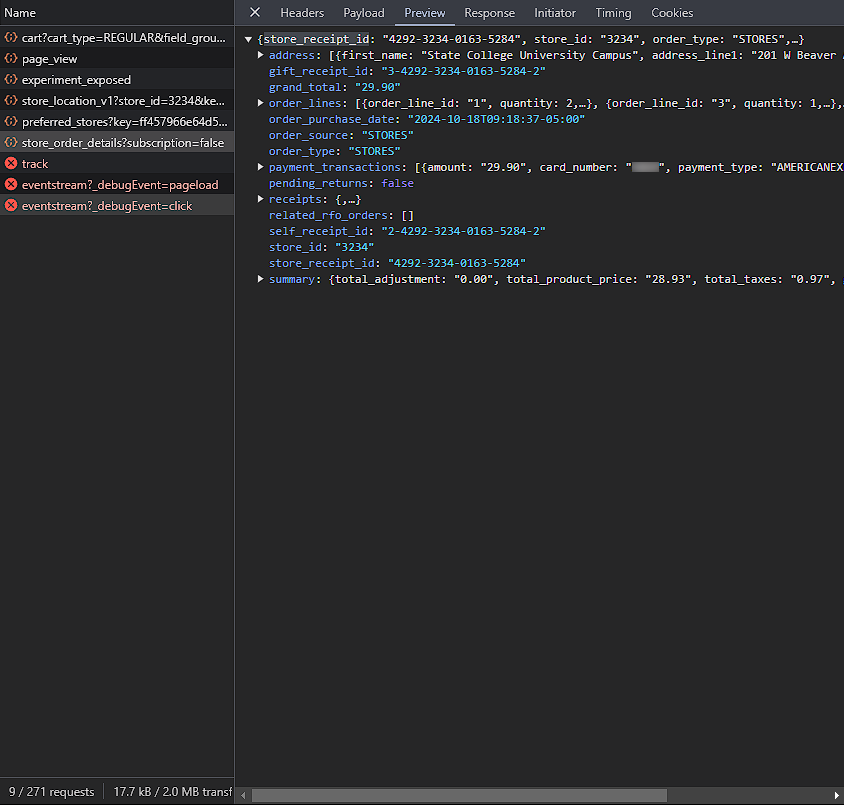 Name
Headers Payload Preview Response Initiator Timing Cookies
cart?cart_type=REGULAR&field_grou...
page_view
experiment_exposed
store_location_v1?store_id=3234&ke...
preferred_stores?key=ff457966e64d5...
store_order_details?subscription=false
track
eventstream?_debugEvent=pageload
eventstream?_debugEvent=click
{store_receipt_id: "4292-3234-0163-5284", store_id: "3234", order_type: "STORES",…}
address: [{first_name: "State College University Campus", address_line1: "201 W Beaver
gift_receipt_id: "3-4292-3234-0163-5284-2"
grand_total: "29.90"
order_lines: [{order_line_id: "1", quantity: 2,…}, {order_line_id: "3", quantity: 1,…},
order_purchase_date: "2024-10-18T09:18:37-05:00"
order_source: "STORES"
order_type: "STORES"
payment_transactions: [{amount: "29.90", card_number: " ", payment_type: "AMERICANEX
pending_returns: false
receipts: {,…}
related_rfo_orders: []
self_receipt_id: "2-4292-3234-0163-5284-2"
store_id: "3234"
store_receipt_id: "4292-3234-0163-5284"
summary: {total_adjustment: "0.00", total_product_price: "28.93", total_taxes: "0.97",
9 / 271 requests 17.7 kB / 2.0 MB transf